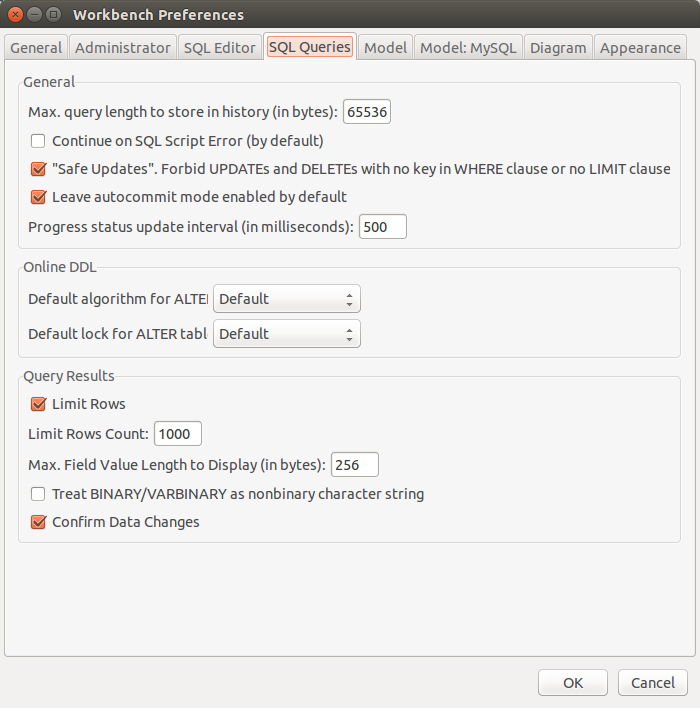 Workbench Preferences
General Administrator SQL Editor SQL Queries Model Model: MySQL Diagram Appearance
General
Max. query length to store in history (in bytes): 65536
Continue on SQL Script Error (by default)
"Safe Updates". Forbid UPDATEs and DELETEs with no key in WHERE clause or no LIMIT clause
Leave autocommit mode enabled by default
Progress status update interval (in milliseconds): 500
Online DDL
Default algorithm for ALTE Default
Default lock for ALTER tabl Default
Query Results
Limit Rows
Limit Rows Count: 1000
Max. Field Value Length to Display (in bytes): 256
Treat BINARY/VARBINARY as nonbinary character string
Confirm Data Changes
OK Cancel